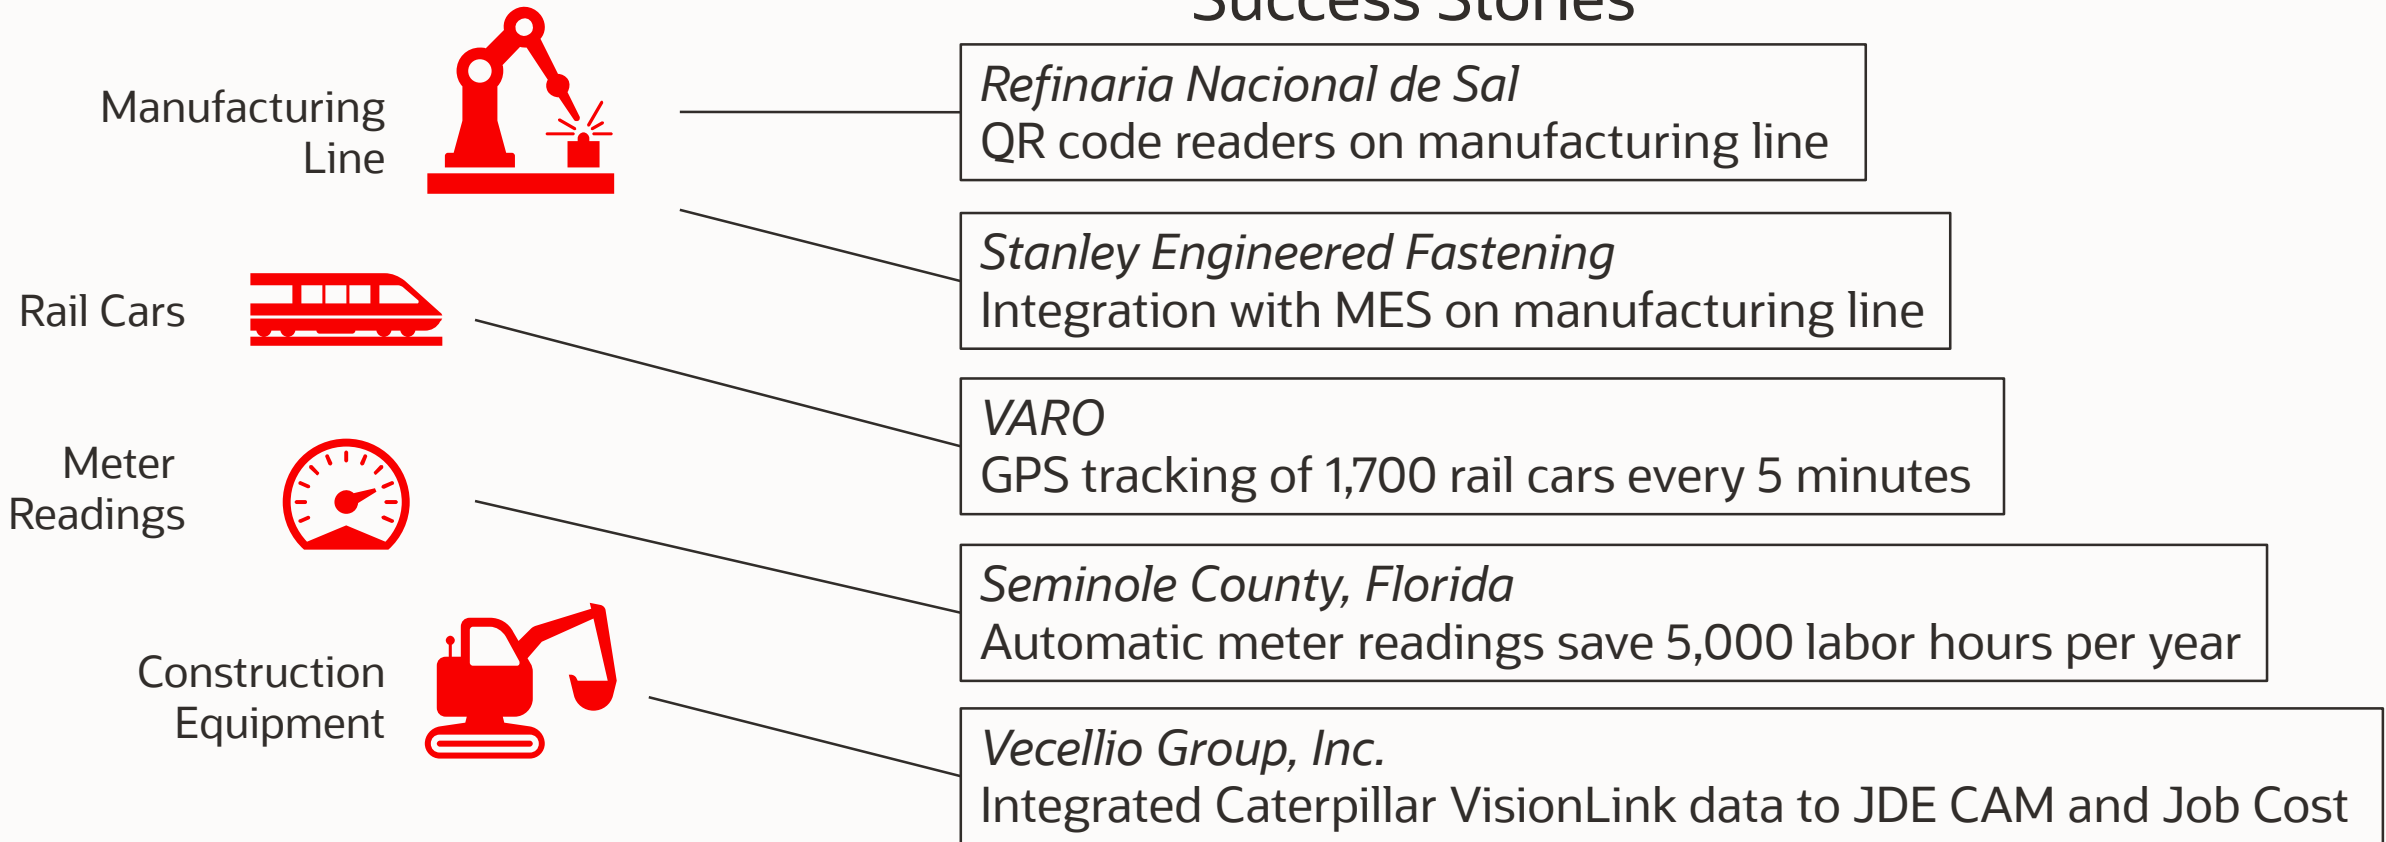 Success Stories
Manufacturing
Line
Refinaria Nacional de Sal
QR code readers on manufacturing line
Stanley Engineered Fastening
Integration with MES on manufacturing line
Rail Cars
VARO
GPS tracking of 1,700 rail cars every 5 minutes
Meter
Readings
Seminole County, Florida
Automatic meter readings save 5,000 labor hours per year
Construction
Equipment
Vecellio Group, Inc.
Integrated Caterpillar VisionLink data to JDE CAM and Job Cost